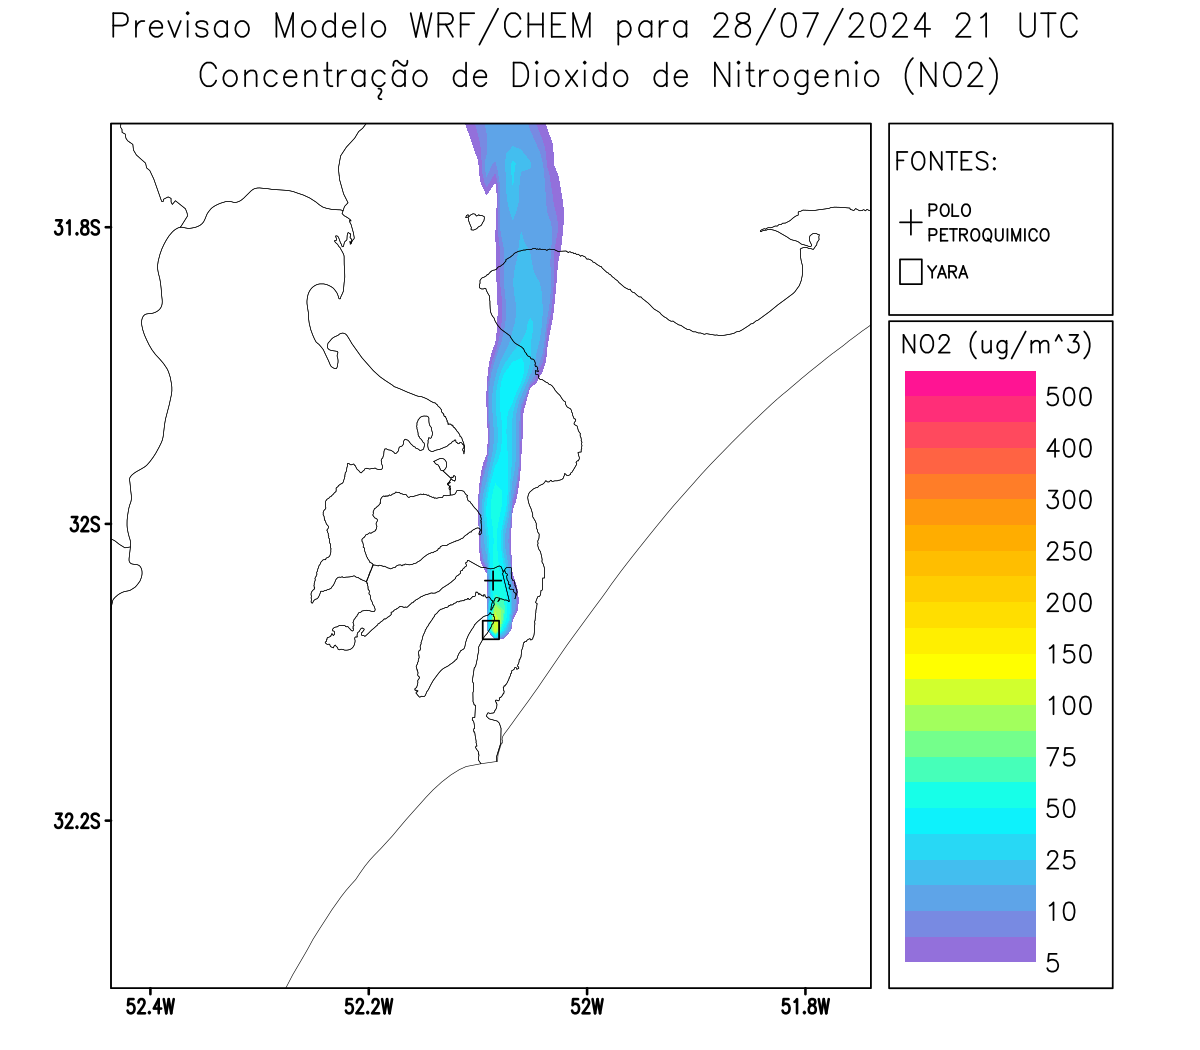 Previsao Modelo WRF/CHEM para 28/07/2024 21 UTC
Concentração de Dioxido de Nitrogenio (NO2)
FONTES:
POLO
PETROQUIMICO
YARA
31.8S
32S
32.2S
52.4W
52.2W
52W
51.8W
NO2 (ug/m^3)
500
400
300
250
200
150
100
75
50
25
10
5